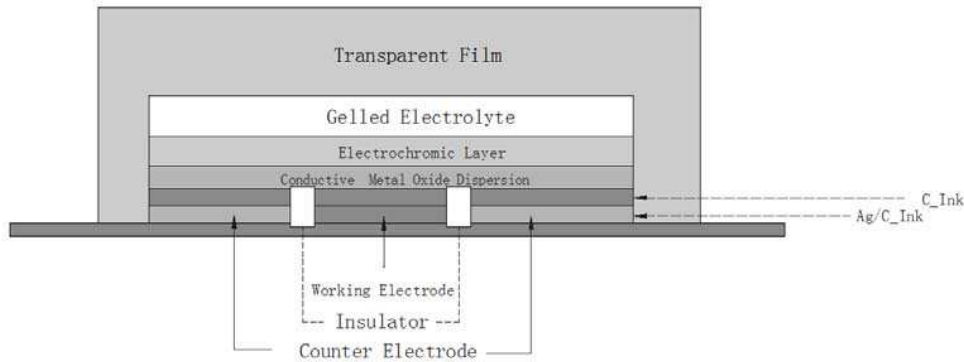 Transparent Film
Gelled Electrolyte
Electrochromic Layer
Conductive Metal Oxide Dispersion
C_Ink
Ag/C_Ink
Working Electrode
Insulator
Counter Electrode